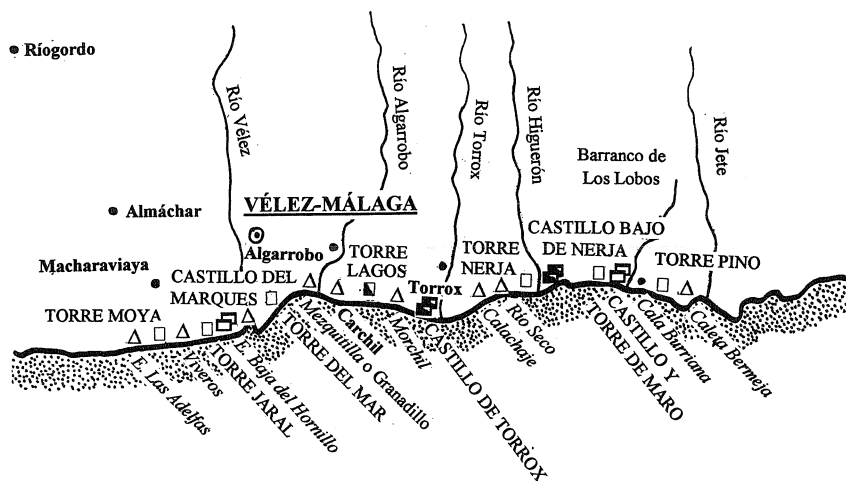 Ríogordo
Río Vélez
Río Algarrobo
Río Torrox
Río Higuerón
Río Jete
Barranco de
Los Lobos
Almáchar
VÉLEZ-MÁLAGA
Algarrobo
Macharaviaya
CASTILLO DEL
MARQUES
TORRE
LAGOS
Torrox
TORRE
NERJA
CASTILLO BAJO
DE NERJA
TORRE PINO
TORRE MOYA
E. Las Adelfas
Viveros
TORRE JARAL
E. Baja del Hornillo
TORRE DEL MAR
Mezquitilla o Granadillo
Carchil
Morchil
CASTILLO DE TORROX
Calachaje
Río Seco
CASTILLO Y
TORRE DE MARO
Cala Burriana
Caleta Bermeja